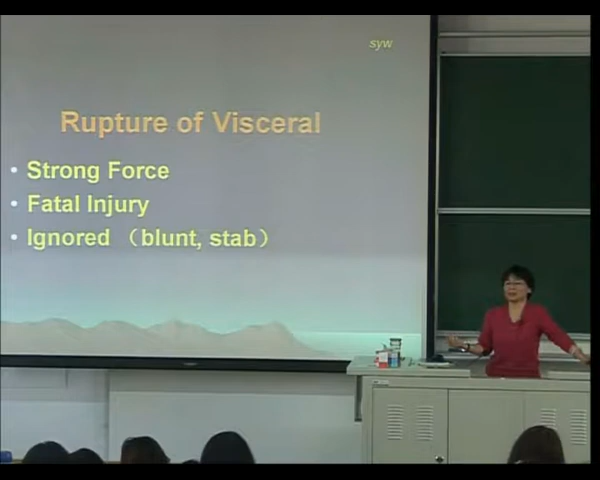 syw
Rupture of Visceral
• Strong Force
• Fatal Injury
• Ignored （blunt, stab）